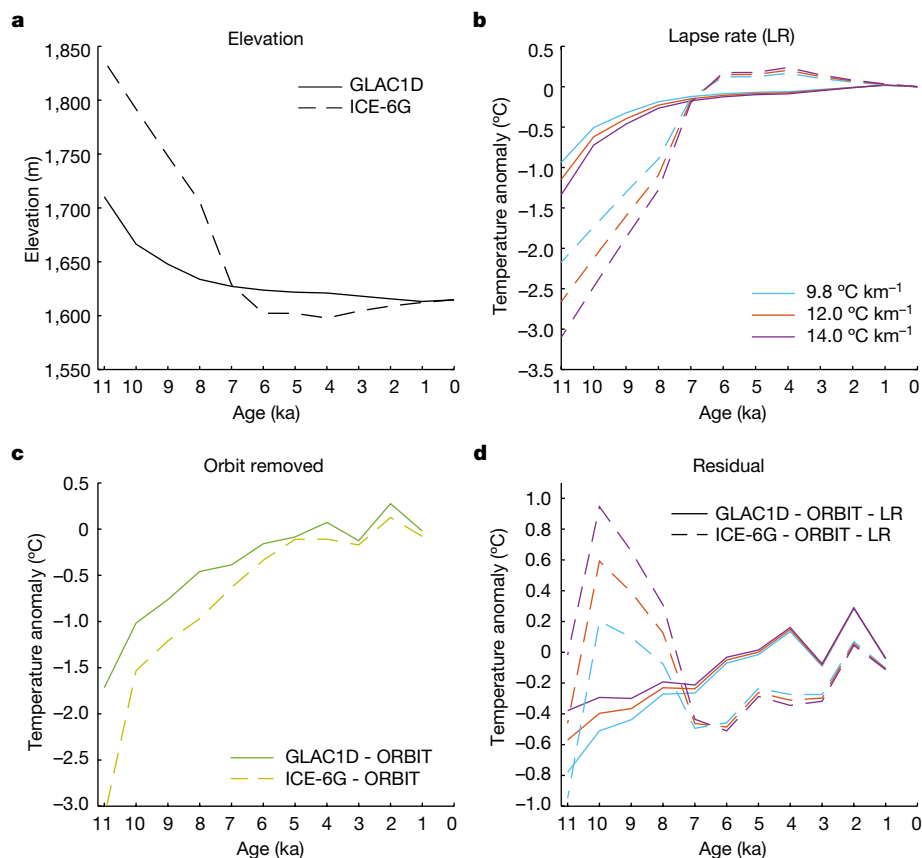 a
Elevation
1,850
1,800
1,750
1,700
1,650
1,600
1,550
Elevation (m)
GLAC1D
ICE-6G
11 10 9 8 7 6 5 4 3 2 1 0
Age (ka)
b
Lapse rate (LR)
0.5
0
−0.5
−1.0
−1.5
−2.0
−2.5
−3.0
−3.5
Temperature anomaly (°C)
9.8 °C km−1
12.0 °C km−1
14.0 °C km−1
11 10 9 8 7 6 5 4 3 2 1 0
Age (ka)
c
Orbit removed
0.5
0
−0.5
−1.0
−1.5
−2.0
−2.5
−3.0
Temperature anomaly (°C)
GLAC1D - ORBIT
ICE-6G - ORBIT
11 10 9 8 7 6 5 4 3 2 1 0
Age (ka)
d
Residual
1.0
0.8
0.6
0.4
0.2
0
−0.2
−0.4
−0.6
−0.8
−1.0
Temperature anomaly (°C)
GLAC1D - ORBIT - LR
ICE-6G - ORBIT - LR
11 10 9 8 7 6 5 4 3 2 1 0
Age (ka)